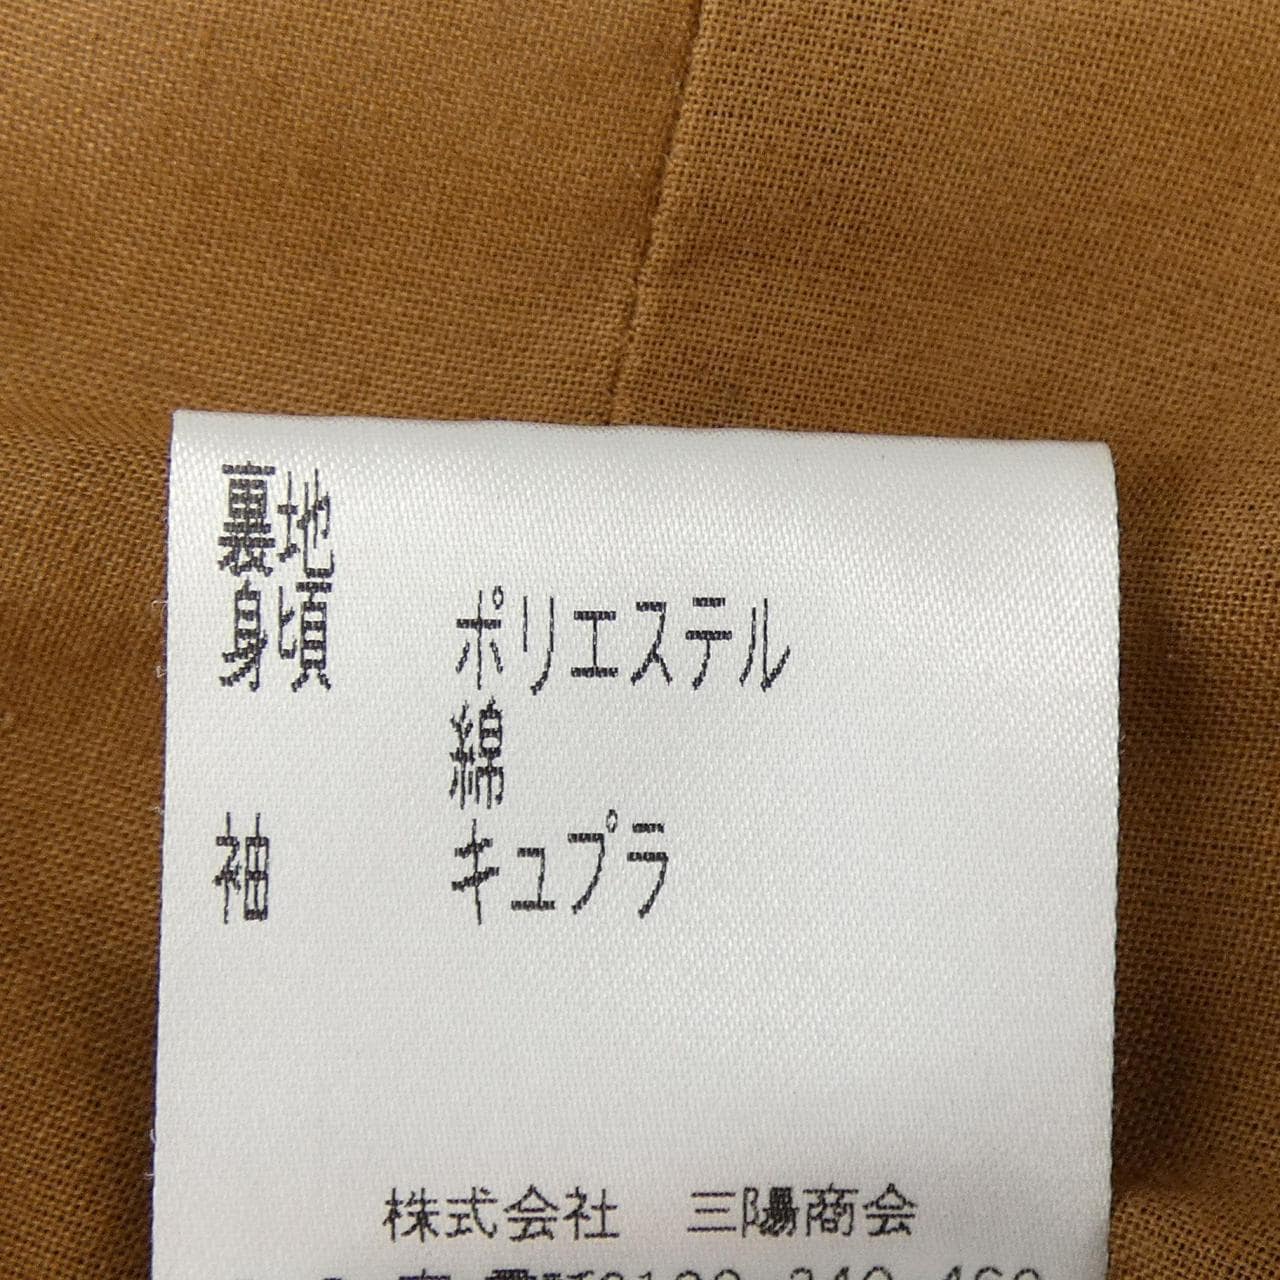 裏地
身頃 ポリエステル
綿
袖 キュプラ
株式会社 三陽商会